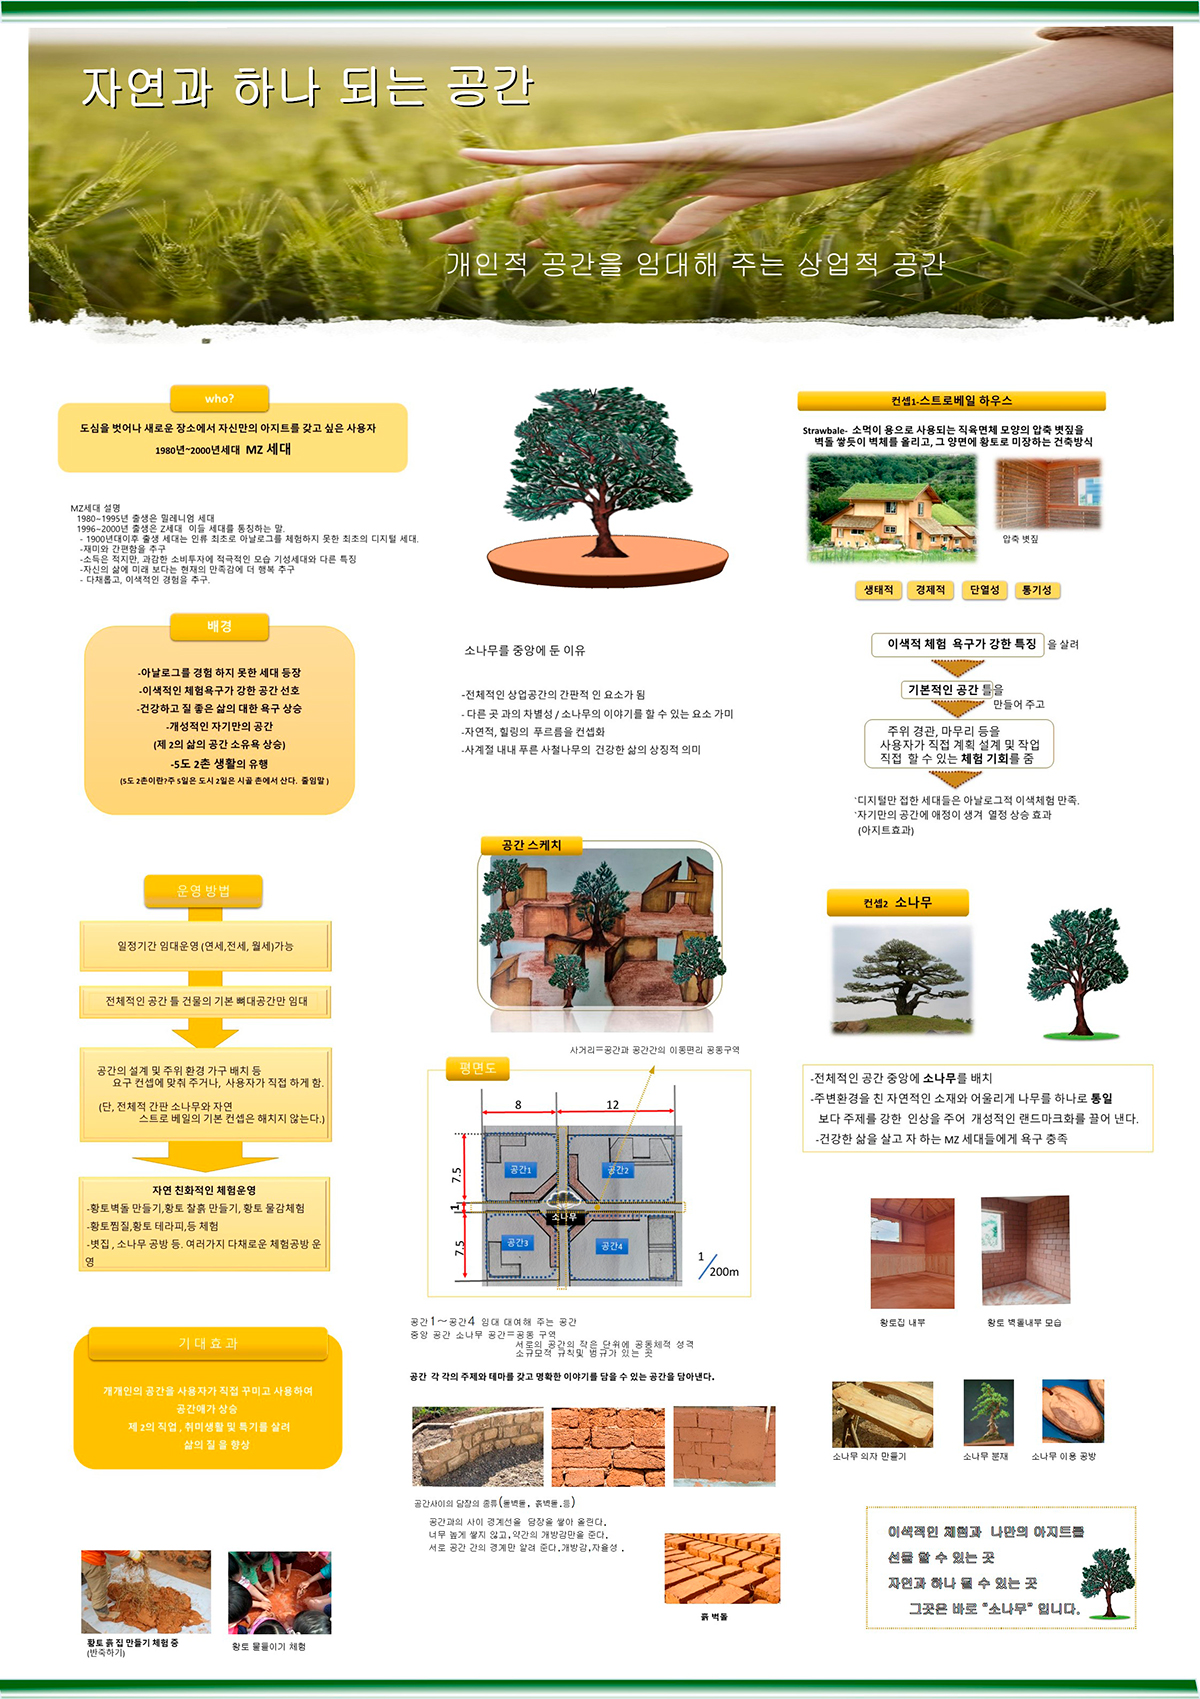 자연과 하나 되는 공간
개인적 공간을 임대해 주는 상업적 공간
who?
도심을 벗어나 새로운 장소에서 자신만의 아지트를 갖고 싶은 사용자
1980년~2000년세대 MZ 세대
MZ세대 설명
1980~1995년 출생은 밀레니엄 세대
1996~2000년 출생은 Z세대 이들 세대를 통칭하는 말.
- 1900년대이후 출생 세대는 인류 최초로 아날로그를 체험하지 못한 최초의 디지털 세대.
-재미와 간편함을 추구
-소득은 적지만, 과감한 소비투자에 적극적인 모습 기성세대와 다른 특징
-자신의 삶에 미래 보다는 현재의 만족감에 더 행복 추구
- 다채롭고, 이색적인 경험을 추구.
배경
-아날로그를 경험 하지 못한 세대 등장
-이색적인 체험욕구가 강한 공간 선호
-건강하고 질 좋은 삶의 대한 욕구 상승
-개성적인 자기만의 공간
(제 2의 삶의 공간 소유욕 상승)
-5도 2촌 생활의 유행
(5도 2촌이란?주 5일은 도시 2일은 시골 촌에서 산다. 줄임말 )
운영 방법
일정기간 임대운영 (연세,전세, 월세)가능
전체적인 공간 틀 건물의 기본 뼈대공간만 임대
공간의 설계 및 주위 환경 가구 배치 등
요구 컨셉에 맞춰 주거나, 사용자가 직접 하게 함.
(단, 전체적 간판 소나무와 자연
스트로 베일의 기본 컨셉은 해치지 않는다.)
자연 친화적인 체험운영
-황토벽돌 만들기,황토 찰흙 만들기, 황토 물감체험
-황토찜질,황토 테라피,등 체험
-볏집 , 소나무 공방 등. 여러가지 다채로운 체험공방 운
영
기 대 효 과
개개인의 공간을 사용자가 직접 꾸미고 사용하여
공간애가 상승
제 2의 직업 , 취미생활 및 특기를 살려
삶의 질 을 향상
황토 흙 집 만들기 체험 중
(반죽하기)
황토 물들이기 체험
소나무를 중앙에 둔 이유
-전체적인 상업공간의 간판적 인 요소가 됨
- 다른 곳 과의 차별성 / 소나무의 이야기를 할 수 있는 요소 가미
-자연적, 힐링의 푸르름을 컨셉화
-사계절 내내 푸른 사철나무의 건강한 삶의 상징적 의미
공간 스케치
사거리=공간과 공간간의 이동편리 공동구역
평면도
8
12
7.5
1
7.5
공간1
공간2
소나무
공간3
공간4
1
200m
공간1~공간4 임대 대여해 주는 공간
중앙 공간 소나무 공간=공동 구역
서로의 공간의 작은 단위에 공동체적 성격
소규모적 규칙및 법규가 있는 곳
공간 각 각의 주제와 테마를 갖고 명확한 이야기를 담을 수 있는 공간을 담아낸다.
공간사이의 담장의 종류(돌벽돌, 흙벽돌,등)
공간과의 사이 경계선을 담장을 쌓아 올린다.
너무 높게 쌓지 않고,약간의 개방감만을 준다.
서로 공간 간의 경계만 알려 준다.개방감,자율성 .
흙 벽돌
컨셉1-스트로베일 하우스
Strawbale- 소먹이 용으로 사용되는 직육면체 모양의 압축 볏짚을
벽돌 쌓듯이 벽체를 올리고, 그 양면에 황토로 미장하는 건축방식
압축 볏짚
생태적
경제적
단열성
통기성
이색적 체험 욕구가 강한 특징 을 살려
기본적인 공간 틀을
만들어 주고
주위 경관, 마무리 등을
사용자가 직접 계획 설계 및 작업
직접 할 수 있는 체험 기회를 줌
`디지털만 접한 세대들은 아날로그적 이색체험 만족.
`자기만의 공간에 애정이 생겨 열정 상승 효과
(아지트효과)
컨셉2 소나무
-전체적인 공간 중앙에 소나무를 배치
-주변환경을 친 자연적인 소재와 어울리게 나무를 하나로 통일
보다 주제를 강한 인상을 주어 개성적인 랜드마크화를 끌어 낸다.
-건강한 삶을 살고 자 하는 MZ 세대들에게 욕구 충족
황토집 내부
황토 벽돌내부 모습
소나무 의자 만들기
소나무 분재
소나무 이용 공방
이색적인 체험과 나만의 아지트를
선물 할 수 있는 곳
자연과 하나 될 수 있는 곳
그곳은 바로 "소나무" 입니다.